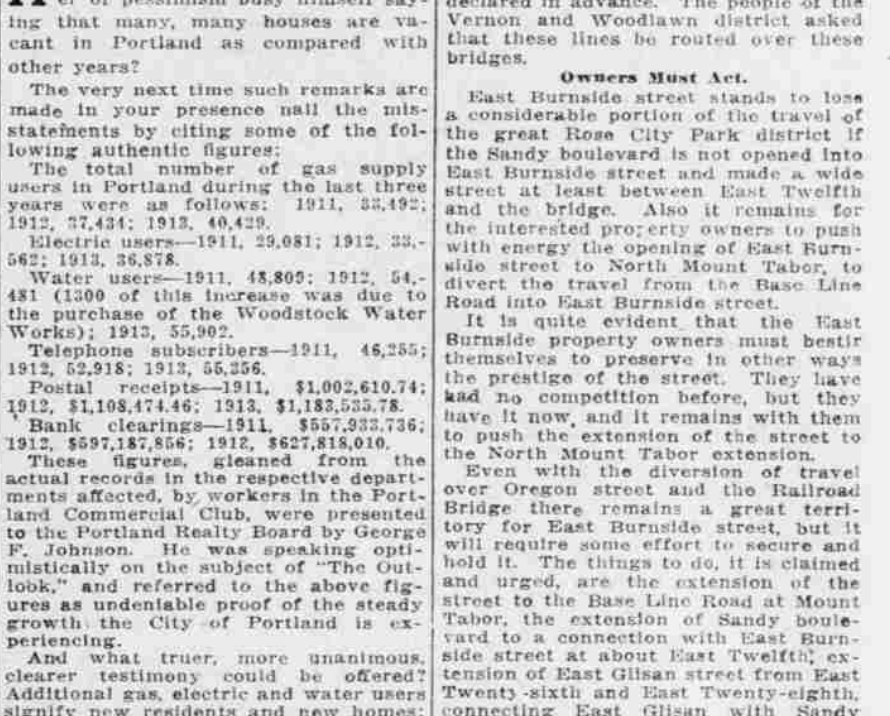 er of pessimism busy himself say-
ing that many, many houses are va-
cant in Portland as compared with
other years?
The very next time such remarks are
made in your presence nail the mis-
statements by citing some of the fol-
lowing authentic figures:
The total number of gas supply
users in Portland during the last three
years were as follows: 1911, 33,492;
1912, 37,434; 1913, 40,429.
Electric users—1911, 29,081; 1912, 33,-
562; 1913, 36,878.
Water users—1911, 48,809; 1912, 54,-
481 (1300 of this increase was due to
the purchase of the Woodstock Water
Works); 1913, 55,902.
Telephone subscribers—1911, 46,255;
1912, 52,918; 1913, 55,356.
Postal receipts—1911, $1,002,610.74;
1912, $1,108,474.46; 1913, $1,183,535.78.
Bank clearings—1911, $557,933,736;
1912, $597,187,856; 1912, $627,818,010.
These figures, gleaned from the
actual records in the respective depart-
ments affected, by workers in the Port-
land Commercial Club, were presented
to the Portland Realty Board by George
F. Johnson. He was speaking opti-
mistically on the subject of "The Out-
lobk," and referred to the above fig-
ures as undeniable proof of the steady
growth the City of Portland is ex-
periencing.
And what truer, more unanimous,
clearer testimony could be offered?
Additional gas, electric and water users
signify new residents and new homes;
declared in advance. The people of the
Vernon and Woodlawn district asked
that these lines be routed over these
bridges.
Owners Must Act.
East Burnside street stands to lose
a considerable portion of the travel of
the great Rose City Park district if
the Sandy boulevard is not opened into
East Burnside street and made a wide
street at least between East Twelfth
and the bridge. Also it remains for
the interested property owners to push
with energy the opening of East Burn-
side street to North Mount Tabor, to
divert the travel from the Base Line
Road into East Burnside street.
It is quite evident that the East
Burnside property owners must bestir
themselves to preserve in other ways
the prestige of the street. They have
had no competition before, but they
have it now, and it remains with them
to push the extension of the street to
the North Mount Tabor extension.
Even with the diversion of travel
over Oregon street and the Railroad
Bridge there remains a great terri-
tory for East Burnside street, but it
will require some effort to secure and
hold it. The things to do, it is claimed
and urged, are the extension of the
street to the Base Line Road at Mount
Tabor, the extension of Sandy boule-
vard to a connection with East Burn-
side street at about East Twelfth; ex-
tension of East Glisan street from East
Twenty-sixth and East Twenty-eighth,
connecting East Glisan with Sandy